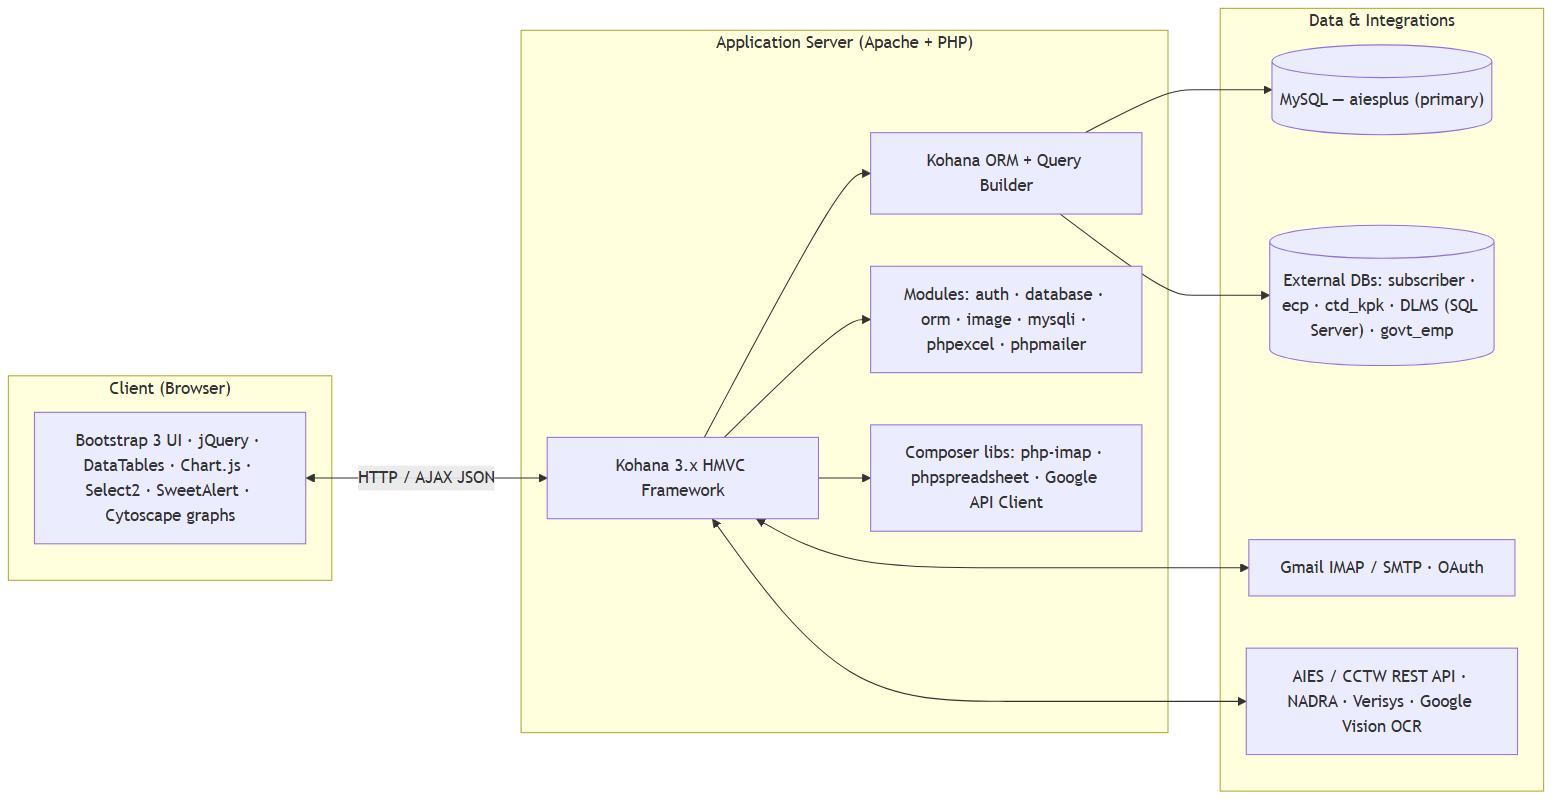 Client (Browser)
Bootstrap 3 UI · jQuery ·
DataTables · Chart.js ·
Select2 · SweetAlert ·
Cytoscape graphs
HTTP / AJAX JSON
Application Server (Apache + PHP)
Kohana 3.x HMVC
Framework
Kohana ORM + Query
Builder
Modules: auth · database ·
orm · image · mysqli ·
phpexcel · phpmailer
Composer libs: php-imap ·
phpspreadsheet · Google
API Client
Data & Integrations
MySQL — aiesplus (primary)
External DBs: subscriber ·
ecp · ctd_kpk · DLMS (SQL
Server) · govt_emp
Gmail IMAP / SMTP · OAuth
AIES / CCTW REST API ·
NADRA · Verisys · Google
Vision OCR